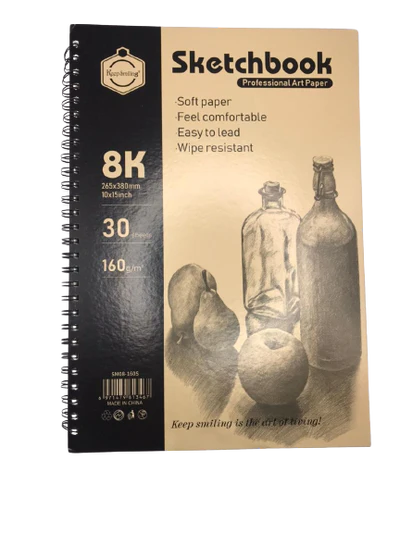 Keep Smiling
Sketchbook
Professional Art Paper
·Soft paper
·Feel comfortable
·Easy to lead
·Wipe resistant
8K
265x380mm
10x15inch
30 sheets
160g/m²
MADE IN CHINA
Keep smiling is the art of living!